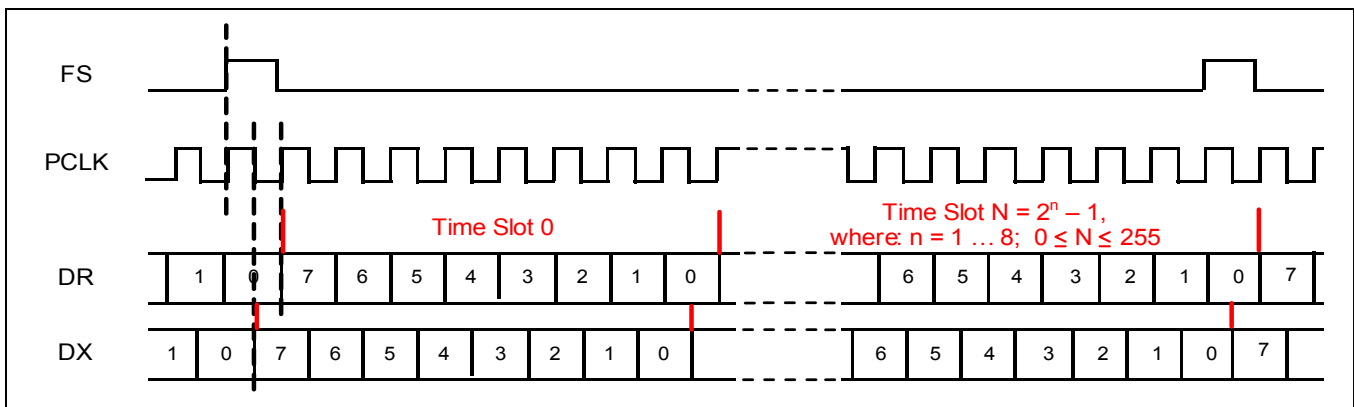 FS
PCLK
Time Slot 0
Time Slot N = 2ⁿ – 1,
where: n = 1 … 8; 0 ≤ N ≤ 255
DR 1 0 7 6 5 4 3 2 1 0 6 5 4 3 2 1 0 7
DX 1 0 7 6 5 4 3 2 1 0 6 5 4 3 2 1 0 7